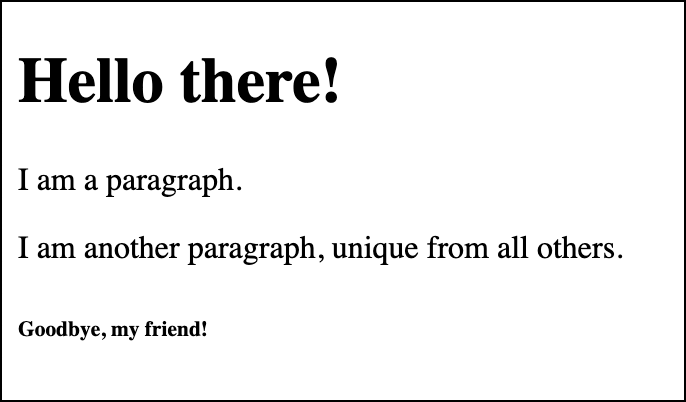 Hello there!
I am a paragraph.
I am another paragraph, unique from all others.
Goodbye, my friend!